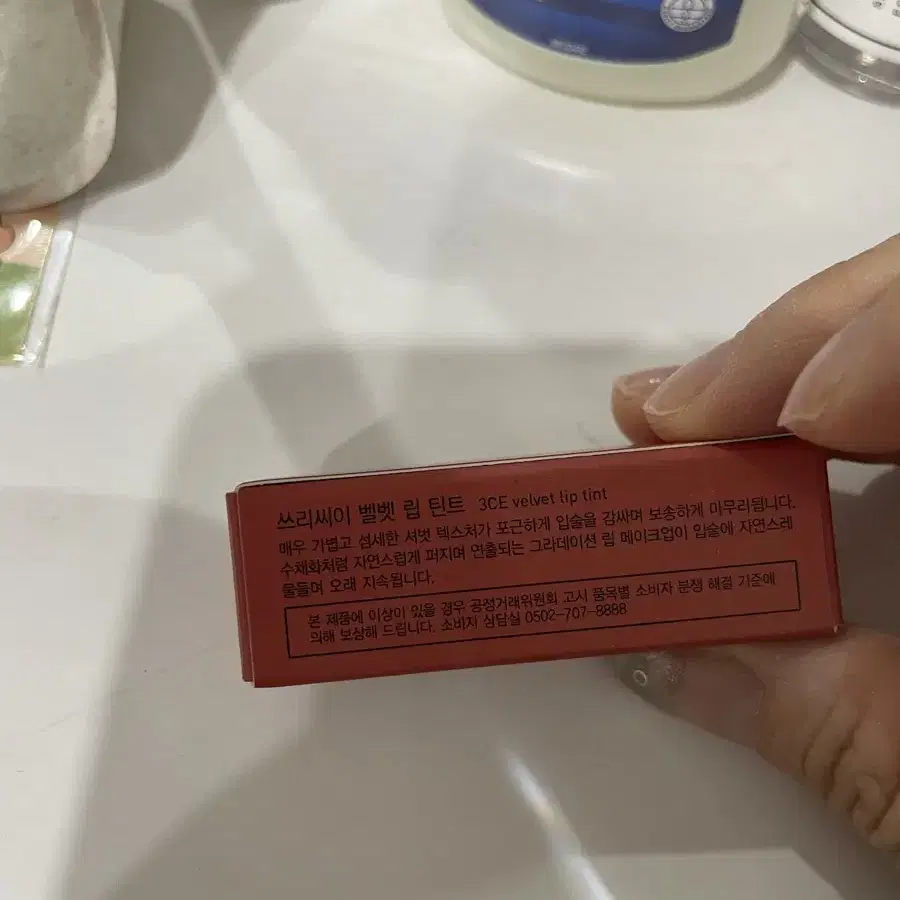 쓰리씨이 벨벳 립 틴트 3CE velvet lip tint
매우 가볍고 섬세한 셔벗 텍스처가 포근하게 입술을 감싸며 보송하게 마무리됩니다.
수채화처럼 자연스럽게 퍼지며 연출되는 그라데이션 립 메이크업이 입술에 자연스레
물들며 오래 지속됩니다.
본 제품에 이상이 있을 경우 공정거래위원회 고시 품목별 소비자 분쟁 해결 기준에
의해 보상해 드립니다. 소비자 상담실 0502-707-8888